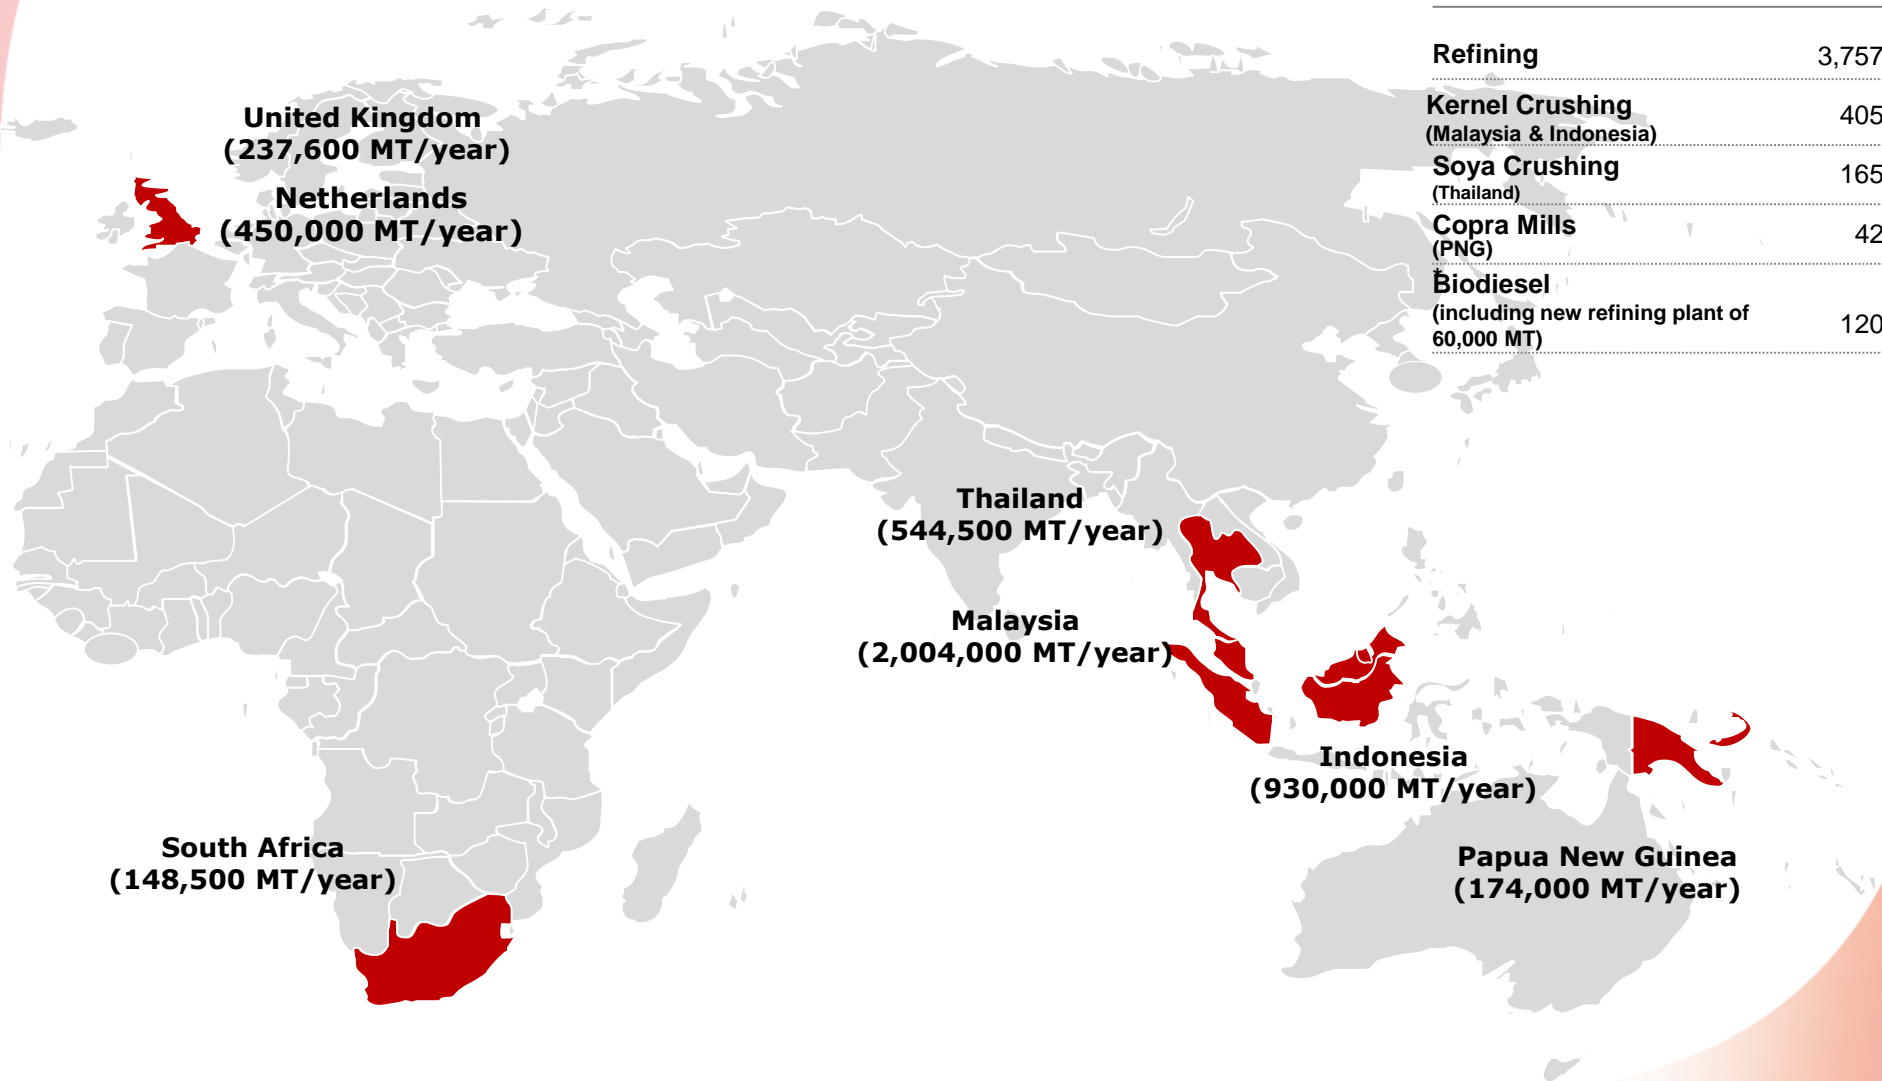 Refining 3,757
Kernel Crushing 405
(Malaysia & Indonesia)
Soya Crushing 165
(Thailand)
Copra Mills 42
(PNG)
*
Biodiesel
(including new refining plant of
60,000 MT) 120
United Kingdom
(237,600 MT/year)
Netherlands
(450,000 MT/year)
Thailand
(544,500 MT/year)
Malaysia
(2,004,000 MT/year)
Indonesia
(930,000 MT/year)
South Africa
(148,500 MT/year)
Papua New Guinea
(174,000 MT/year)